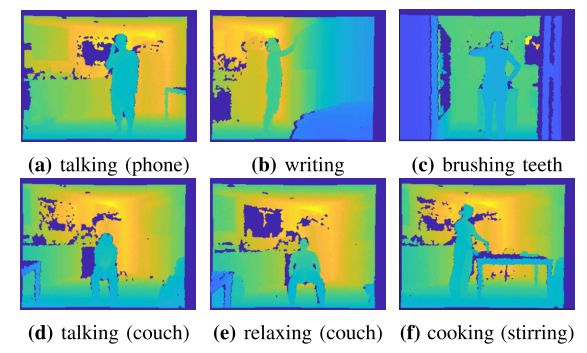 (a) talking (phone)
(b) writing
(c) brushing teeth
(d) talking (couch)
(e) relaxing (couch)
(f) cooking (stirring)